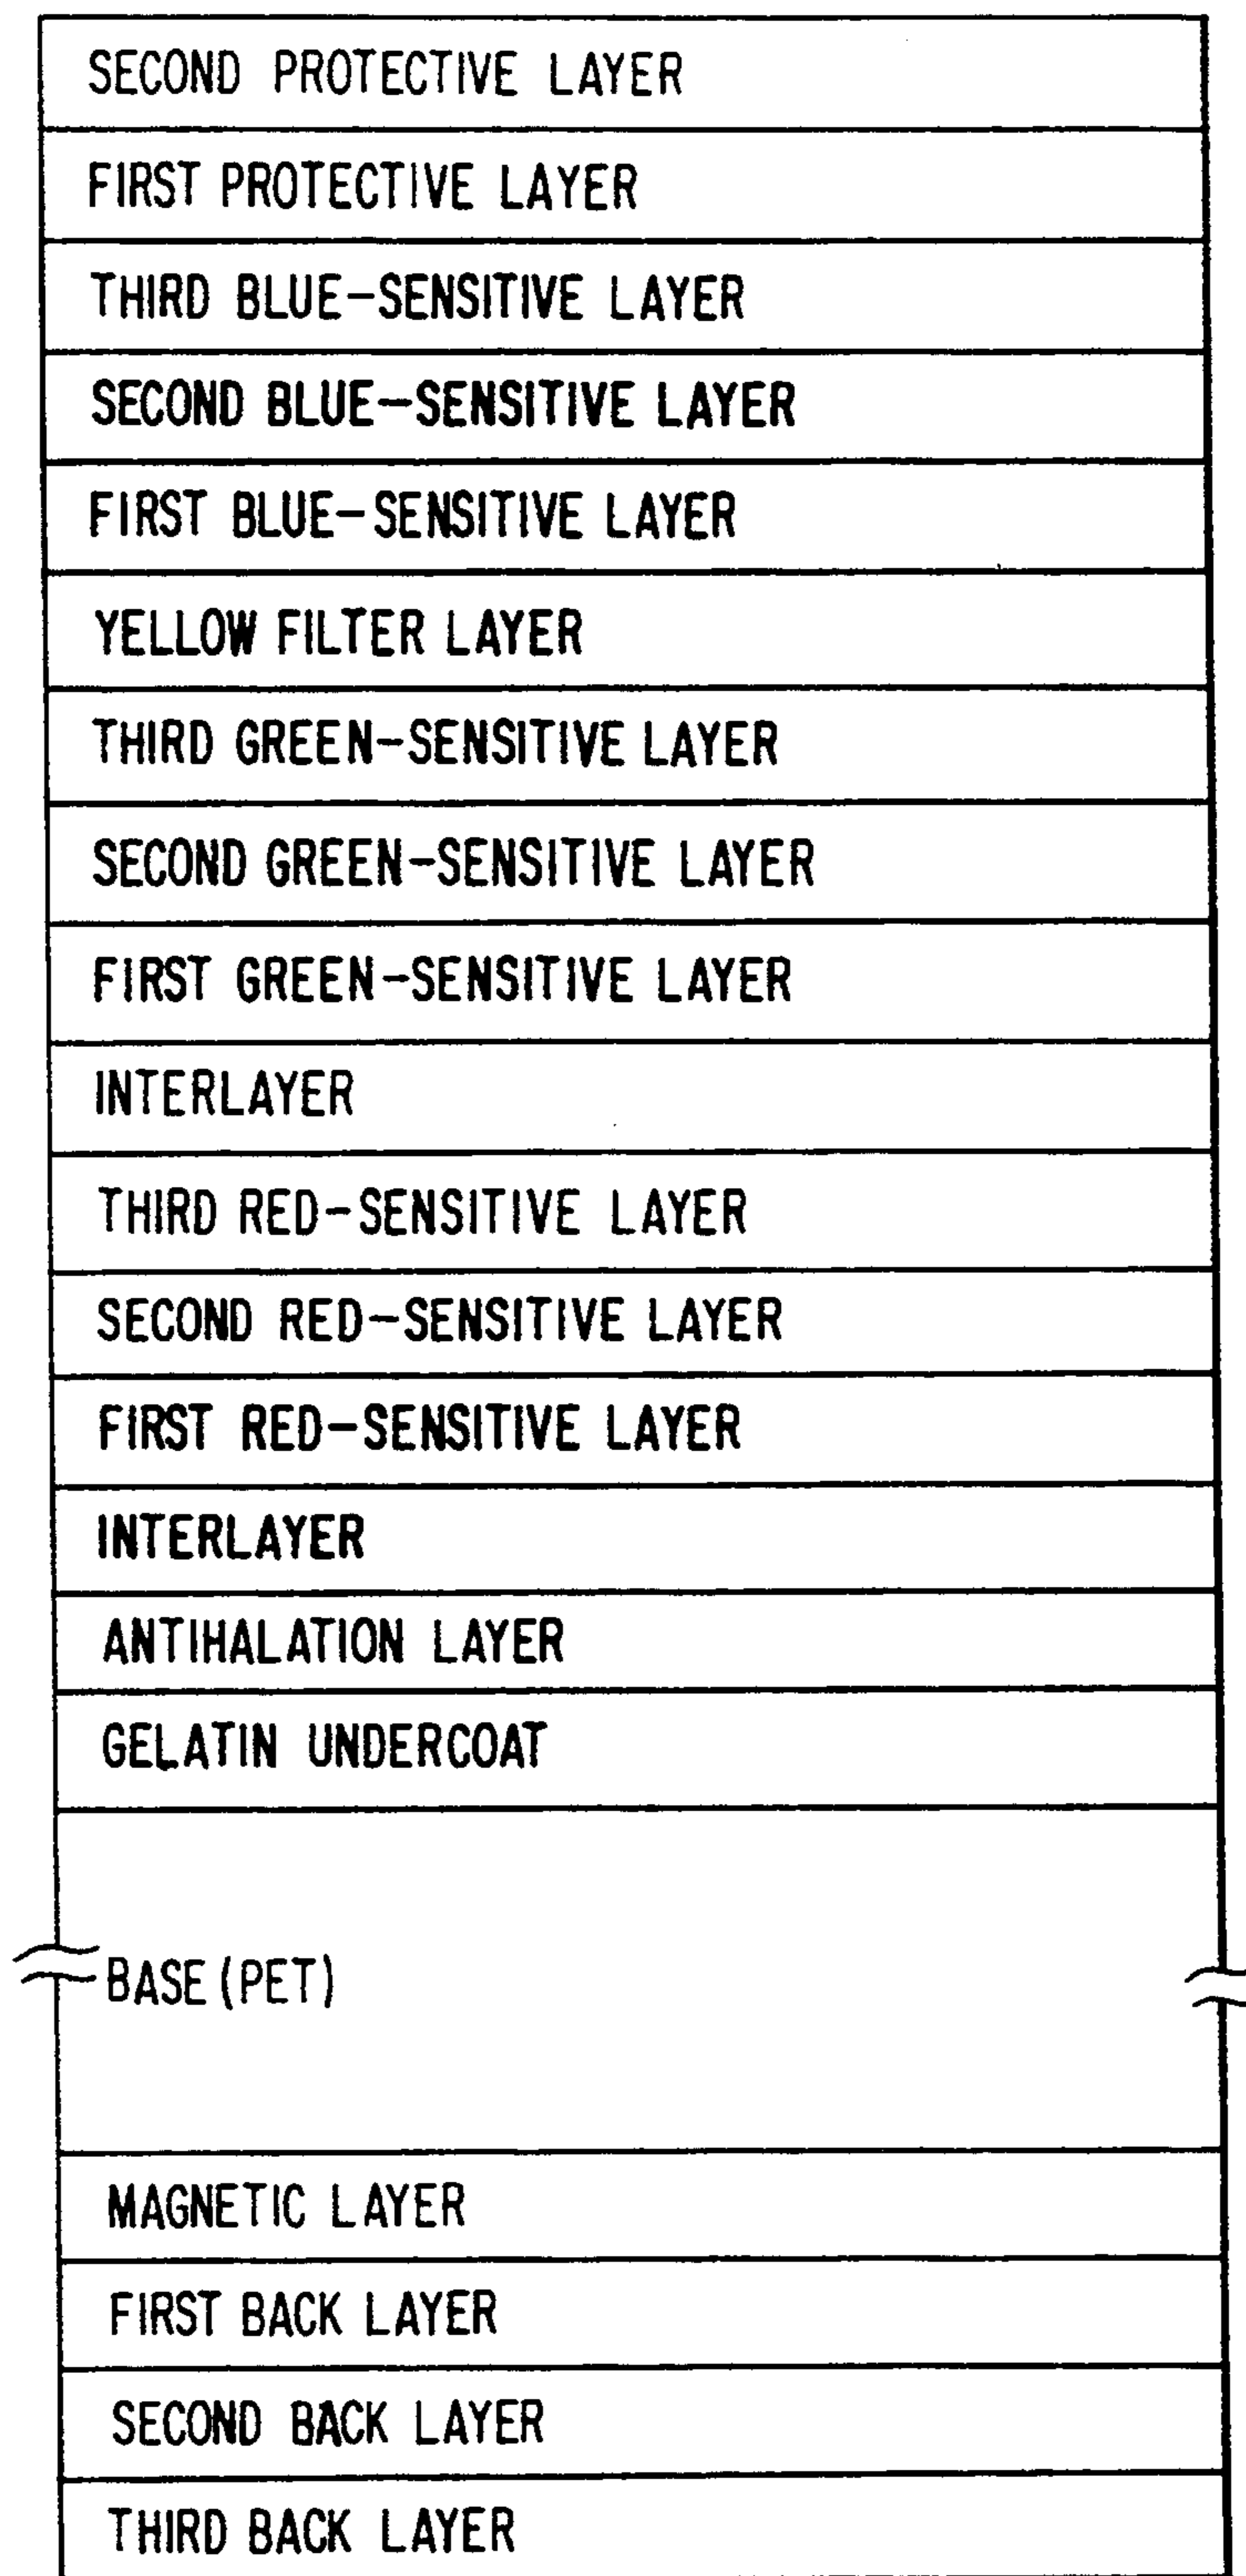 SECOND PROTECTIVE LAYER
FIRST PROTECTIVE LAYER
THIRD BLUE-SENSITIVE LAYER
SECOND BLUE-SENSITIVE LAYER
FIRST BLUE-SENSITIVE LAYER
YELLOW FILTER LAYER
THIRD GREEN-SENSITIVE LAYER
SECOND GREEN-SENSITIVE LAYER
FIRST GREEN-SENSITIVE LAYER
INTERLAYER
THIRD RED-SENSITIVE LAYER
SECOND RED-SENSITIVE LAYER
FIRST RED-SENSITIVE LAYER
INTERLAYER
ANTIHALATION LAYER
GELATIN UNDERCOAT
BASE (PET)
MAGNETIC LAYER
FIRST BACK LAYER
SECOND BACK LAYER
THIRD BACK LAYER